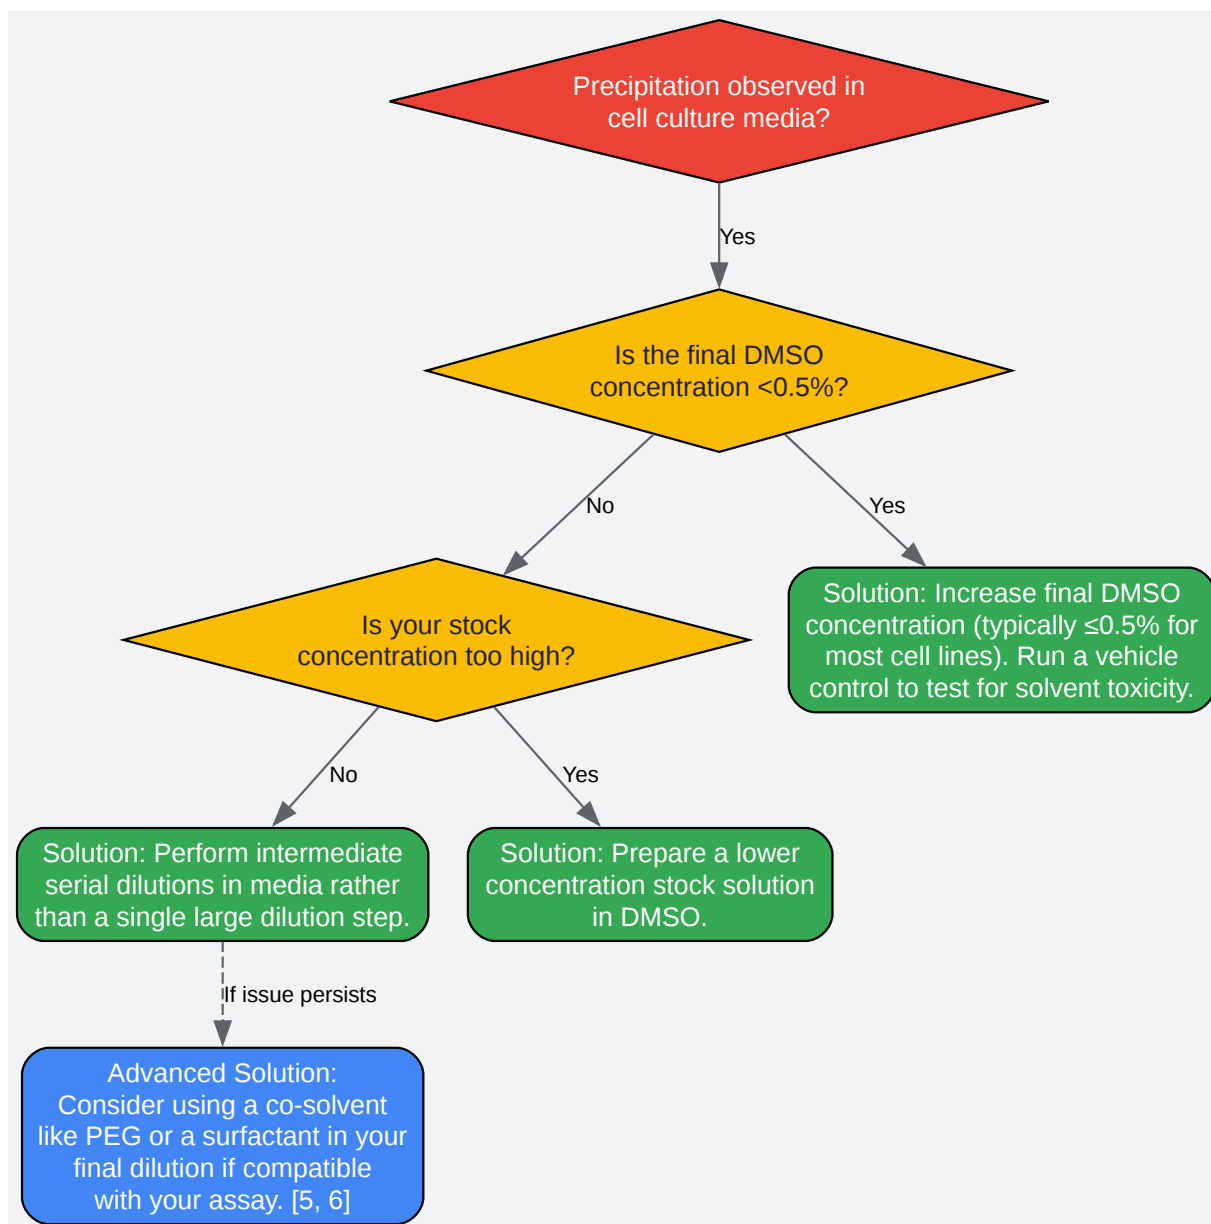 Precipitation observed in
cell culture media?
Yes
Is the final DMSO
concentration <0.5%?
No
Yes
Is your stock
concentration too high?
Solution: Increase final DMSO
concentration (typically ≤0.5% for
most cell lines). Run a vehicle
control to test for solvent toxicity.
No
Yes
Solution: Perform intermediate
serial dilutions in media rather
than a single large dilution step.
Solution: Prepare a lower
concentration stock solution
in DMSO.
If issue persists
Advanced Solution:
Consider using a co-solvent
like PEG or a surfactant in your
final dilution if compatible
with your assay. [5, 6]